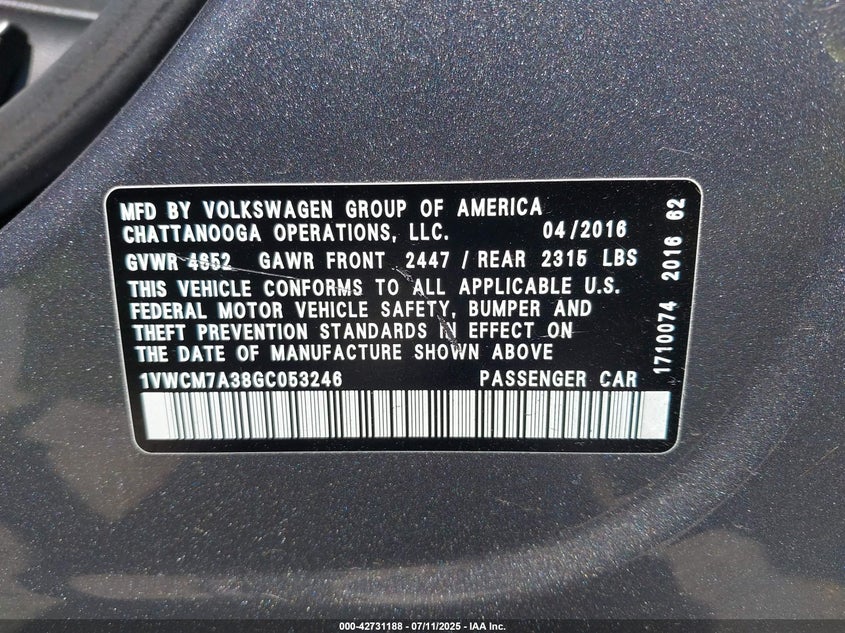 MFD BY VOLKSWAGEN GROUP OF AMERICA
CHATTANOOGA OPERATIONS, LLC. 04/2016
GVWR 4652 GAWR FRONT 2447 / REAR 2315 LBS
THIS VEHICLE CONFORMS TO ALL APPLICABLE U.S.
FEDERAL MOTOR VEHICLE SAFETY, BUMPER AND
THEFT PREVENTION STANDARDS IN EFFECT ON
THE DATE OF MANUFACTURE SHOWN ABOVE
1VWCM7A38GC053246 PASSENGER CAR
1710074 2016 62
000-42731188 - 07/11/2025 - IAA Inc.